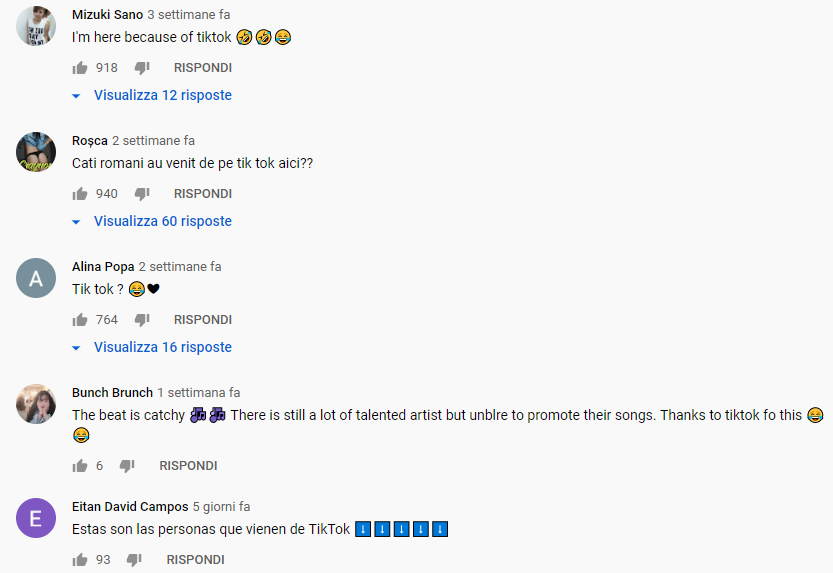 Mizuki Sano 3 settimane fa
I'm here because of tiktok 🤣🤣😂
918 RISPONDI
Visualizza 12 risposte
Roșca 2 settimane fa
Cati romani au venit de pe tik tok aici??
940 RISPONDI
Visualizza 60 risposte
A
Alina Popa 2 settimane fa
Tik tok ? 😂🖤
764 RISPONDI
Visualizza 16 risposte
Bunch Brunch 1 settimana fa
The beat is catchy There is still a lot of talented artist but unblre to promote their songs. Thanks to tiktok fo this 😂
😂
6 RISPONDI
E
Eitan David Campos 5 giorni fa
Estas son las personas que vienen de TikTok ⬇️⬇️⬇️⬇️⬇️
93 RISPONDI